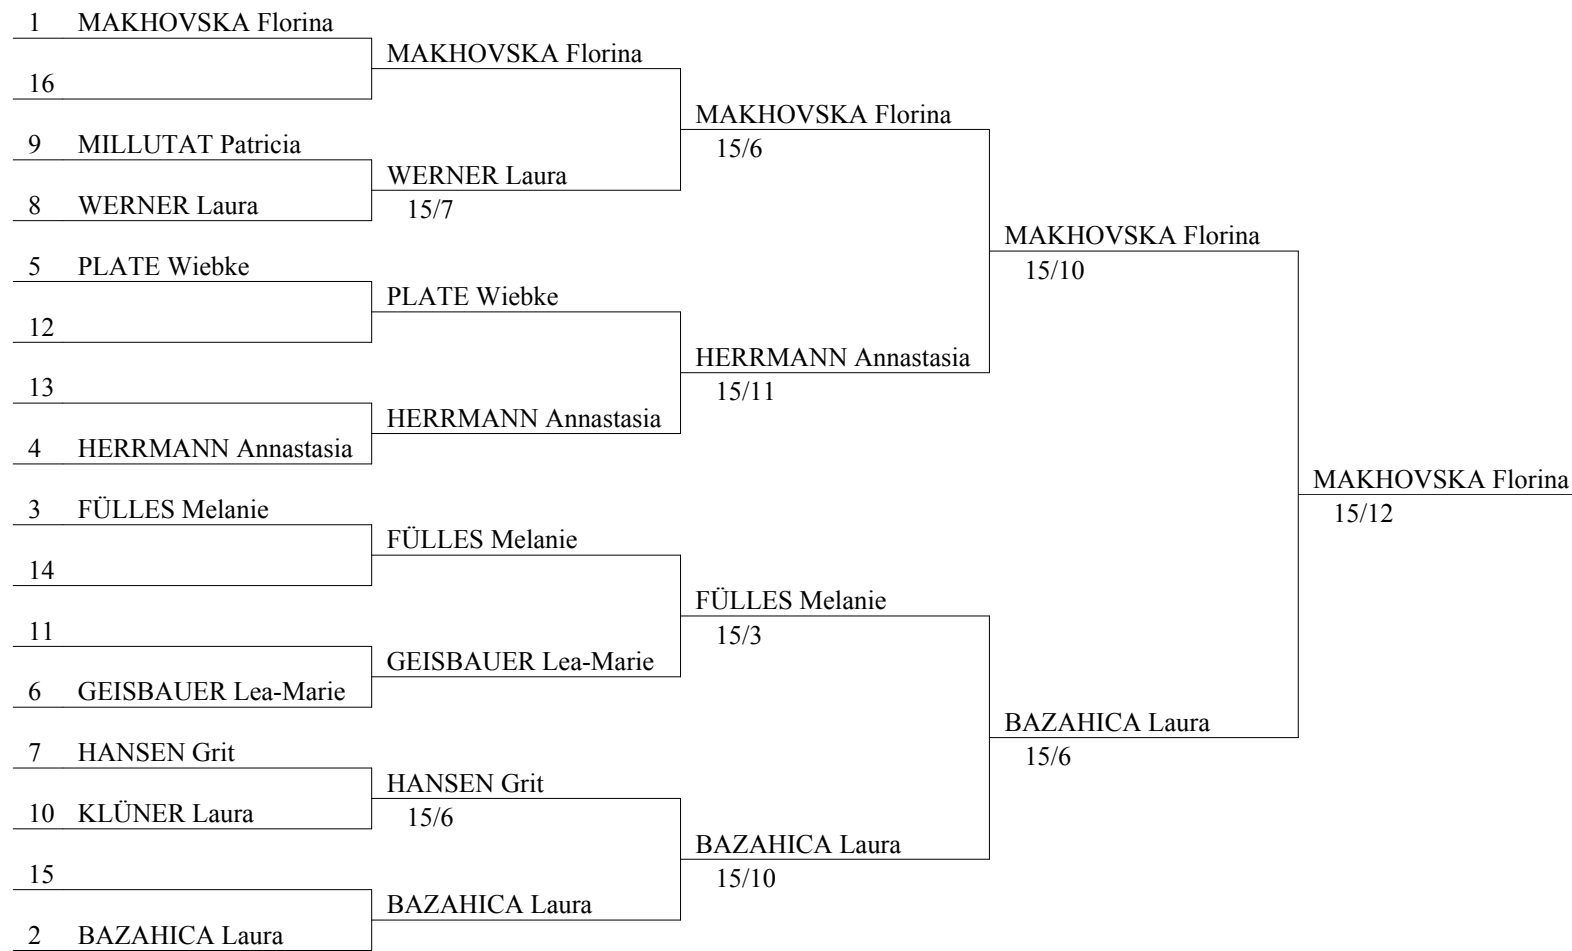 1 MAKHOVSKA Florina
MAKHOVSKA Florina
16
MAKHOVSKA Florina
15/6
9 MILLUTAT Patricia
WERNER Laura
15/7
8 WERNER Laura
MAKHOVSKA Florina
15/10
5 PLATE Wiebke
PLATE Wiebke
12
HERRMANN Annastasia
15/11
13
HERRMANN Annastasia
4 HERRMANN Annastasia
MAKHOVSKA Florina
15/12
3 FÜLLES Melanie
FÜLLES Melanie
14
FÜLLES Melanie
15/3
11
GEISBAUER Lea-Marie
6 GEISBAUER Lea-Marie
BAZAHICA Laura
15/6
7 HANSEN Grit
HANSEN Grit
15/6
10 KLÜNER Laura
BAZAHICA Laura
15/10
15
BAZAHICA Laura
2 BAZAHICA Laura